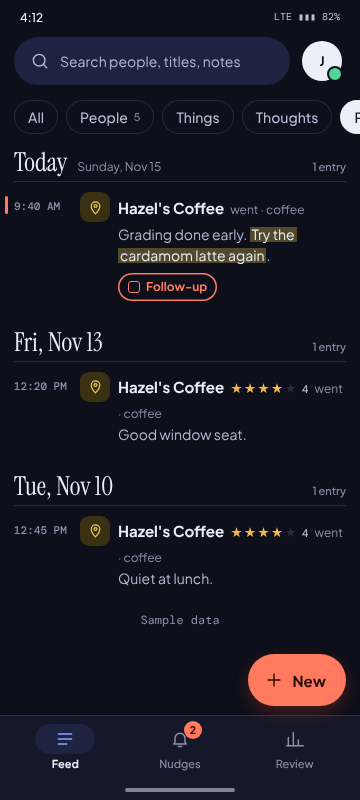 4:12
LTE 82%
Search people, titles, notes
J
All People 5 Things Thoughts
Today Sunday, Nov 15 1 entry
9:40 AM Hazel's Coffee went · coffee
Grading done early. Try the
cardamom latte again.
Follow-up
Fri, Nov 13 1 entry
12:20 PM Hazel's Coffee ★★★★★ 4 went
· coffee
Good window seat.
Tue, Nov 10 1 entry
12:45 PM Hazel's Coffee ★★★★★ 4 went
· coffee
Quiet at lunch.
Sample data
+ New
2
Feed Nudges Review